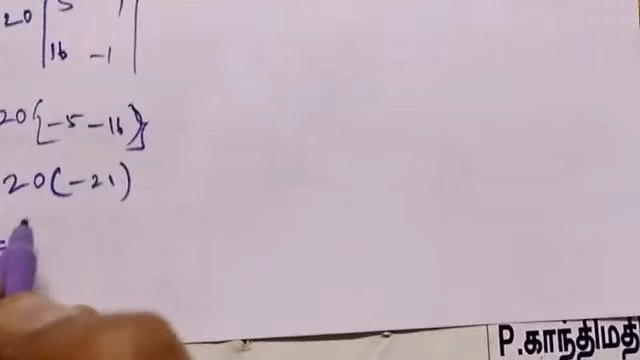 20 | 5 1 |
| 16 -1 |
20{-5-16}
20(-21)
=
P.காந்திமதி